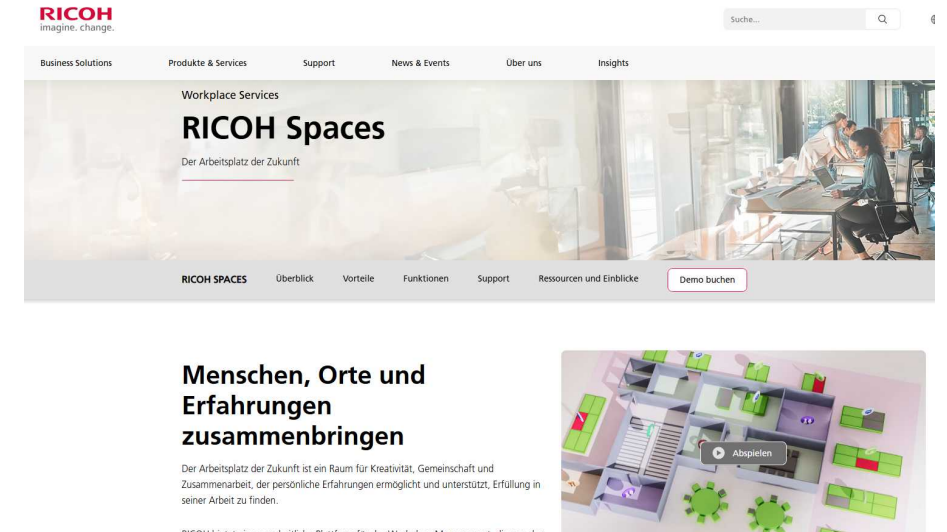 RICOH
imagine. change.
Suche...
Business Solutions
Produkte & Services
Support
News & Events
Über uns
Insights
Workplace Services
RICOH Spaces
Der Arbeitsplatz der Zukunft
RICOH SPACES
Überblick
Vorteile
Funktionen
Support
Ressourcen und Einblicke
Demo buchen
Menschen, Orte und
Erfahrungen
zusammenbringen
Der Arbeitsplatz der Zukunft ist ein Raum für Kreativität, Gemeinschaft und
Zusammenarbeit, der persönliche Erfahrungen ermöglicht und unterstützt, Erfüllung in
seiner Arbeit zu finden.
Abspielen